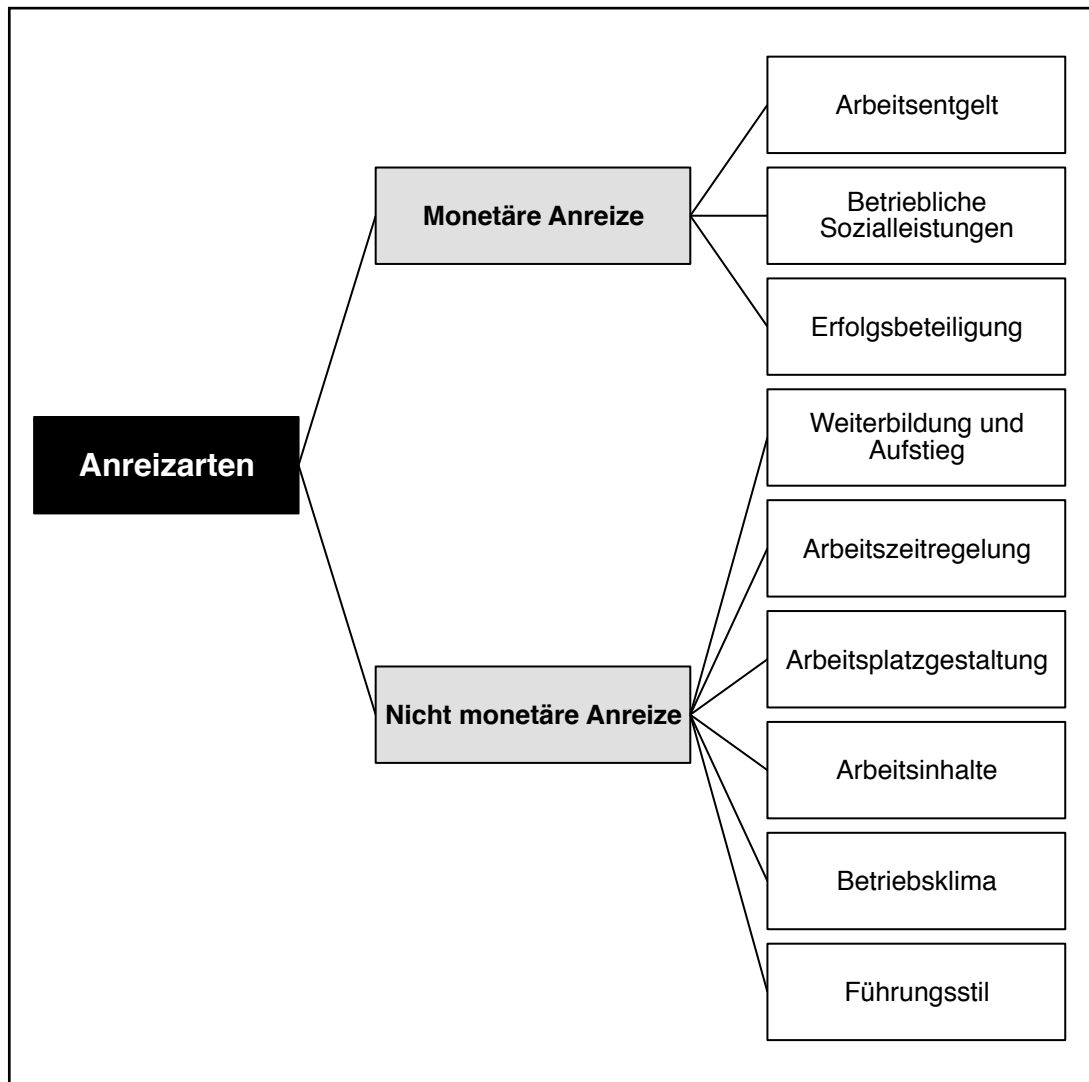 Anreizarten
Monetäre Anreize
Arbeitsentgelt
Betriebliche
Sozialleistungen
Erfolgsbeteiligung
Nicht monetäre Anreize
Weiterbildung und
Aufstieg
Arbeitszeitregelung
Arbeitsplatzgestaltung
Arbeitsinhalte
Betriebsklima
Führungsstil